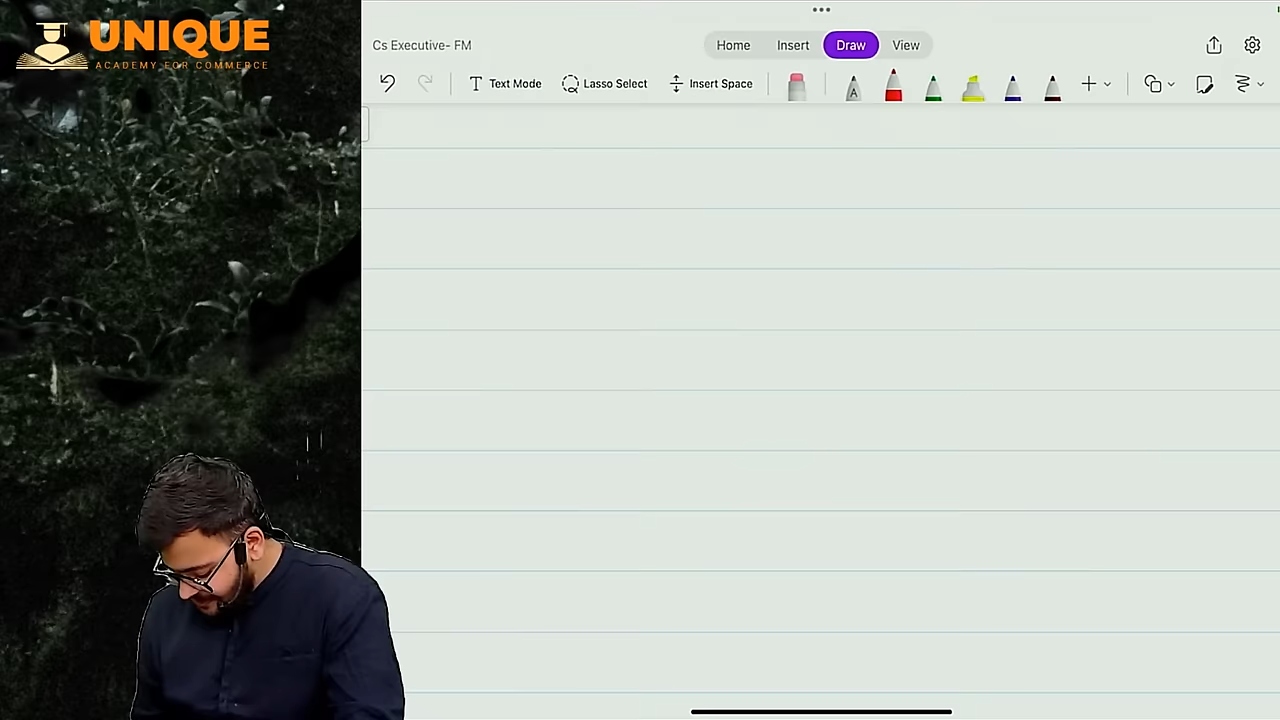 UNIQUE
ACADEMY FOR COMMERCE
Cs Executive- FM
Home Insert Draw View
Text Mode Lasso Select Insert Space
A